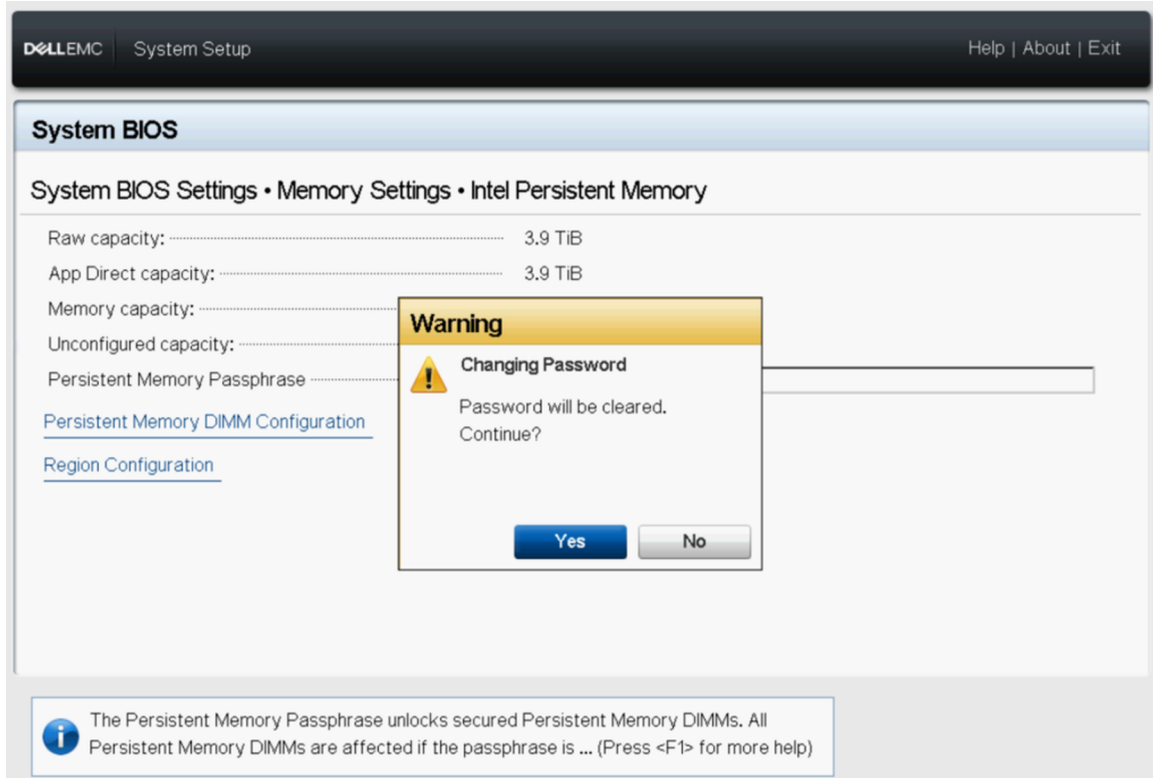 DELLEMC System Setup Help | About | Exit
System BIOS
System BIOS Settings • Memory Settings • Intel Persistent Memory
Raw capacity: 3.9 TiB
App Direct capacity: 3.9 TiB
Memory capacity:
Unconfigured capacity:
Persistent Memory Passphrase
Persistent Memory DIMM Configuration
Region Configuration
Warning
Changing Password
Password will be cleared.
Continue?
Yes No
The Persistent Memory Passphrase unlocks secured Persistent Memory DIMMs. All
Persistent Memory DIMMs are affected if the passphrase is ... (Press <F1> for more help)